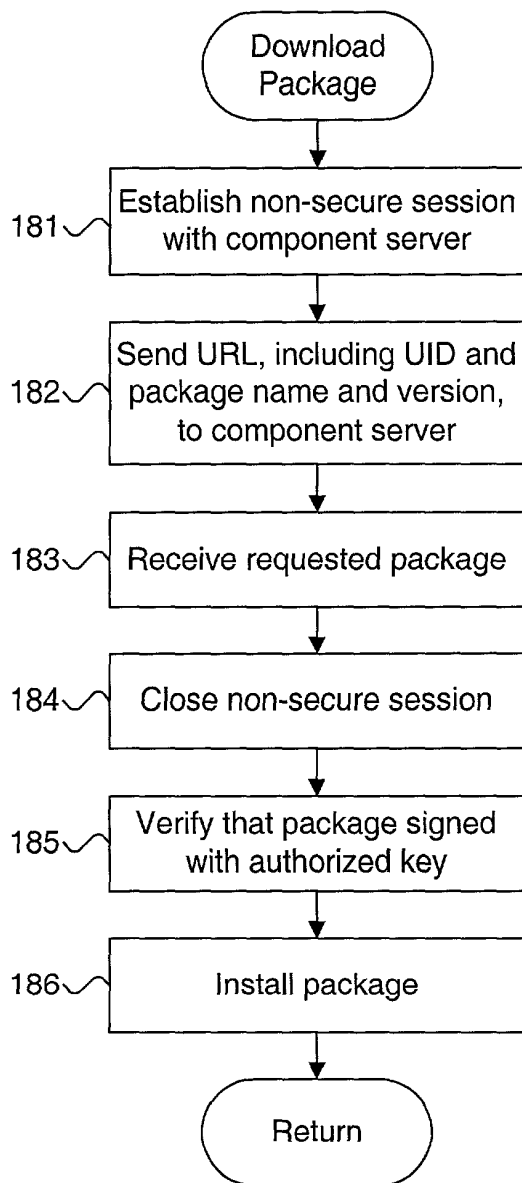 Download
Package
181
Establish non-secure session
with component server
182
Send URL, including UID and
package name and version,
to component server
183
Receive requested package
184
Close non-secure session
185
Verify that package signed
with authorized key
186
Install package
Return